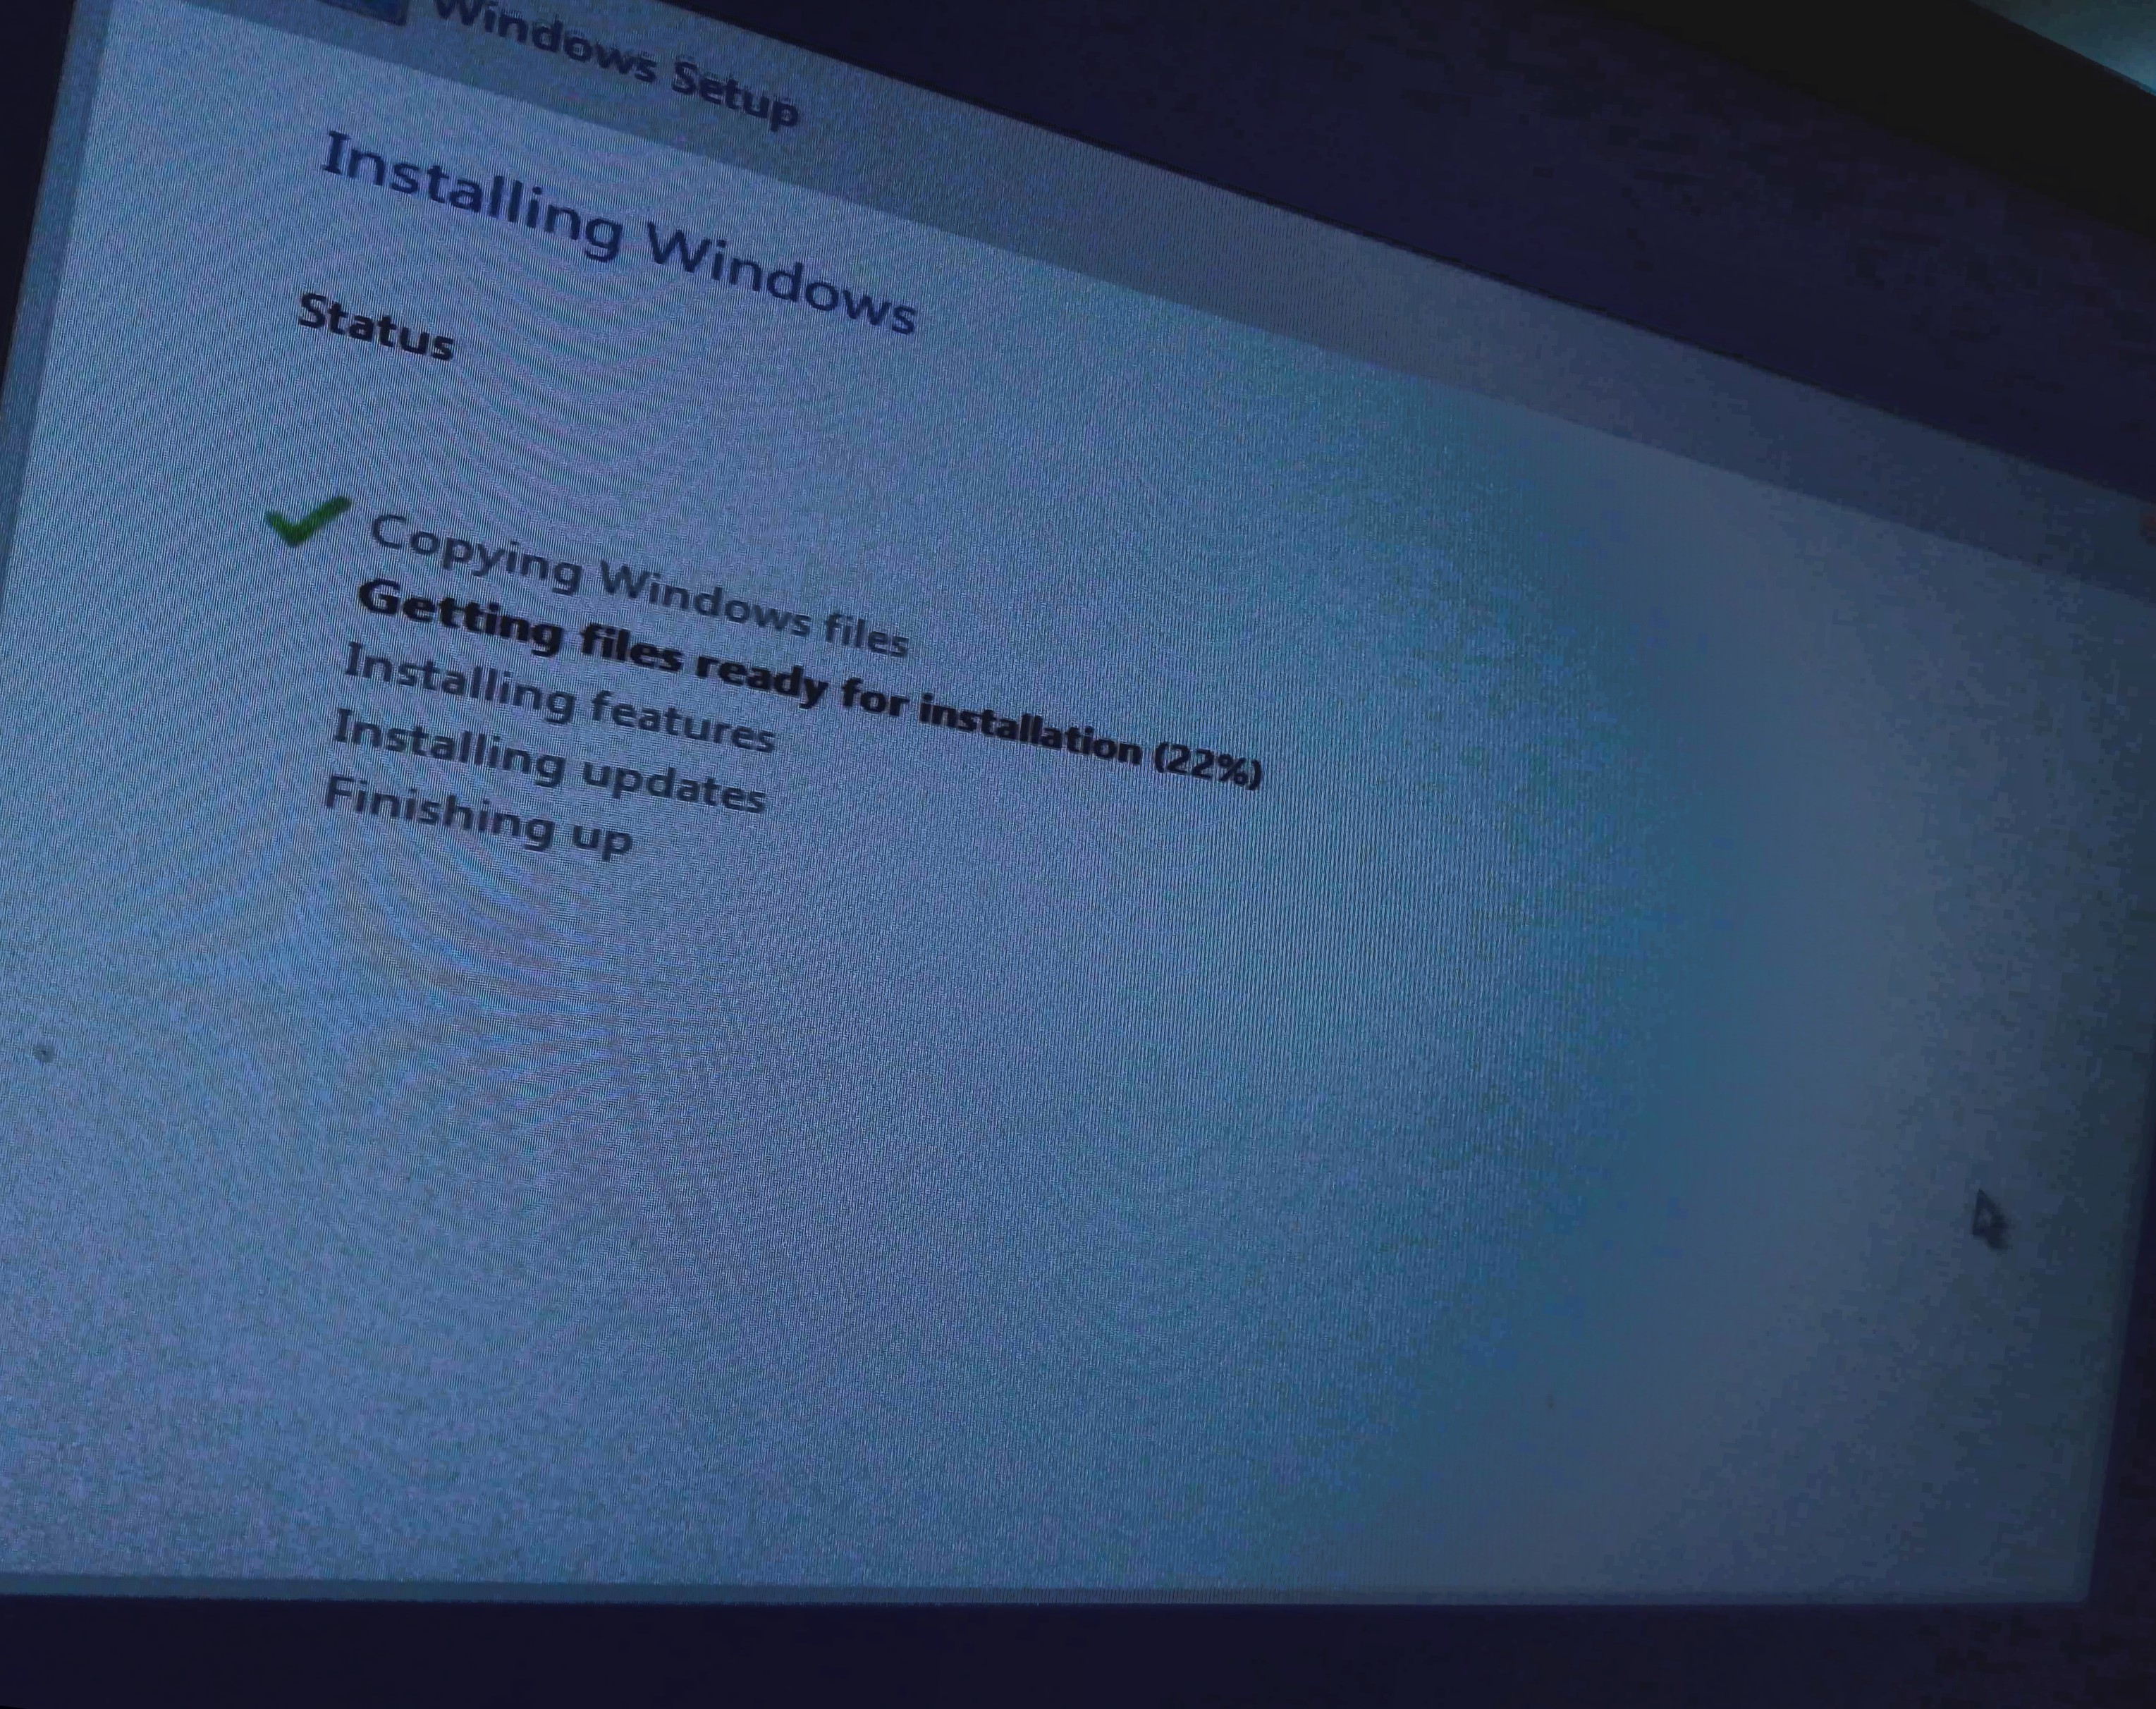 Windows Setup
Installing Windows
Status
Copying Windows files
Getting files ready for installation (22%)
Installing features
Installing updates
Finishing up